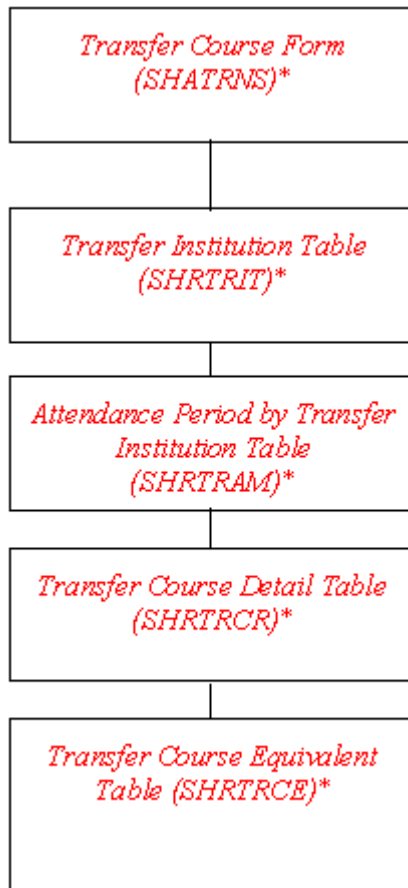 Transfer Course Form
(SHATRNS)*
Transfer Institution Table
(SHRTRIT)*
Attendance Period by Transfer
Institution Table
(SHRTRAM)*
Transfer Course Detail Table
(SHRTRCR)*
Transfer Course Equivalent
Table (SHRTRCE)*